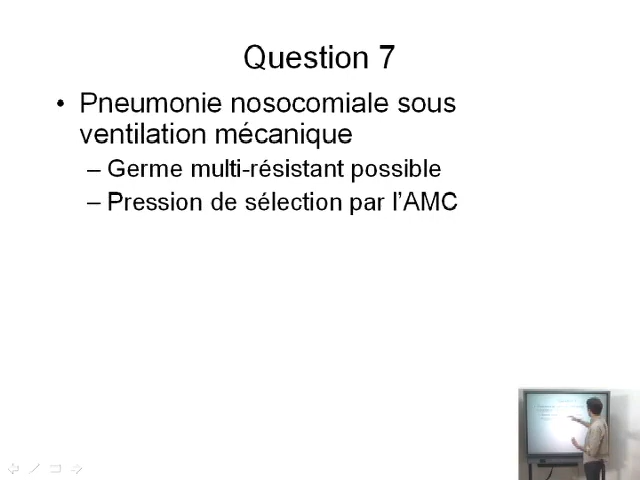 Question 7
• Pneumonie nosocomiale sous
ventilation mécanique
– Germe multi-résistant possible
– Pression de sélection par l'AMC